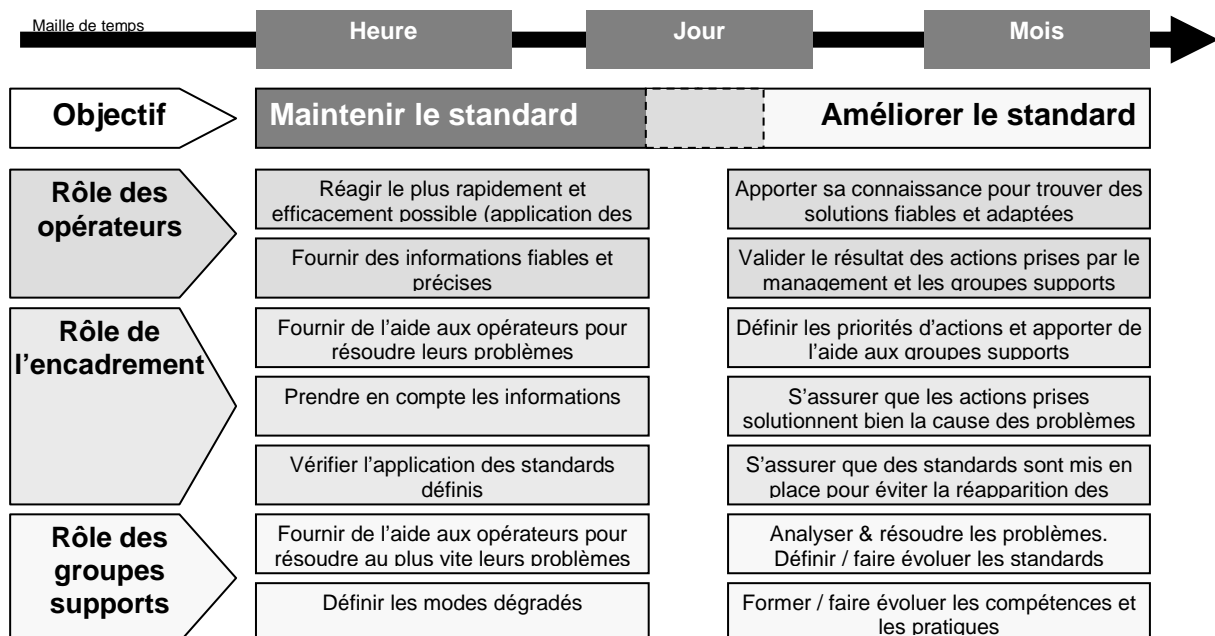 Maille de temps
Heure
Jour
Mois
Objectif
Maintenir le standard
Améliorer le standard
Rôle des
opérateurs
Réagir le plus rapidement et
efficacement possible (application des
Apporter sa connaissance pour trouver des
solutions fiables et adaptées
Fournir des informations fiables et
précises
Valider le résultat des actions prises par le
management et les groupes supports
Rôle de
l’encadrement
Fournir de l’aide aux opérateurs pour
résoudre leurs problèmes
Définir les priorités d’actions et apporter de
l’aide aux groupes supports
Prendre en compte les informations
S’assurer que les actions prises
solutionnent bien la cause des problèmes
Vérifier l’application des standards
définis
S’assurer que des standards sont mis en
place pour éviter la réapparition des
Rôle des
groupes
supports
Fournir de l’aide aux opérateurs pour
résoudre au plus vite leurs problèmes
Analyser & résoudre les problèmes.
Définir / faire évoluer les standards
Définir les modes dégradés
Former / faire évoluer les compétences et
les pratiques